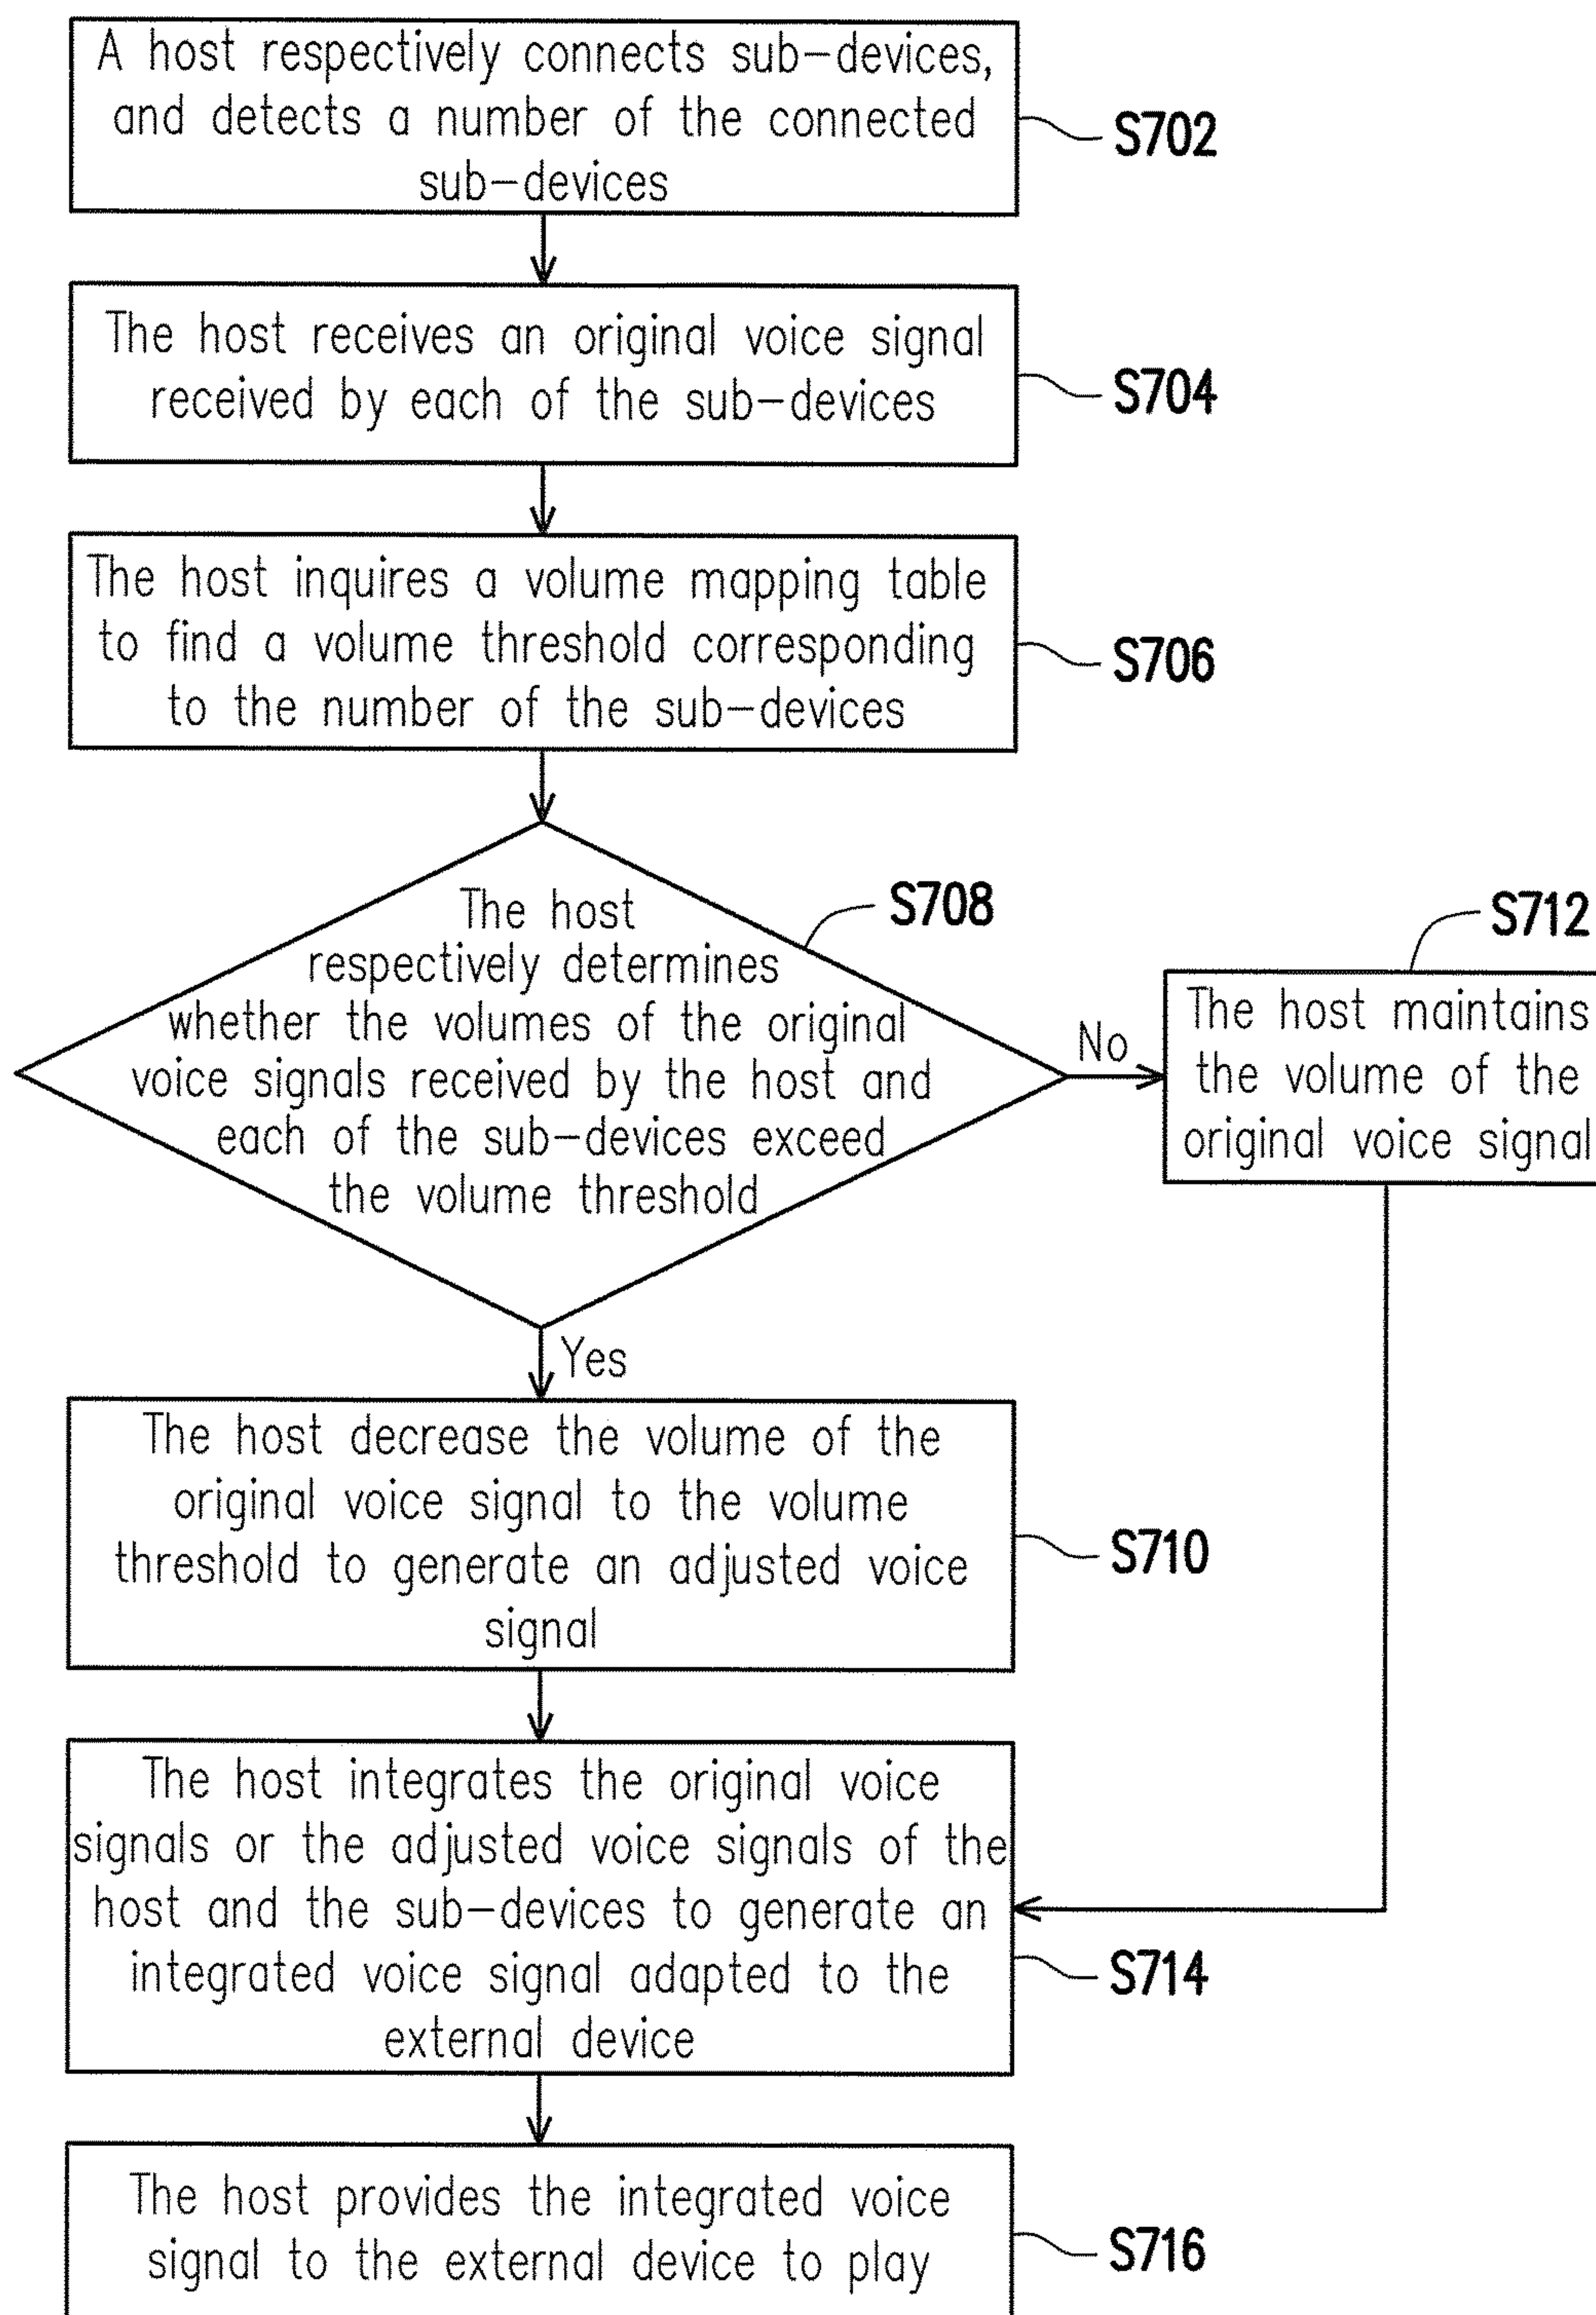 A host respectively connects sub-devices,
and detects a number of the connected
sub-devices
S702
The host receives an original voice signal
received by each of the sub-devices
S704
The host inquires a volume mapping table
to find a volume threshold corresponding
to the number of the sub-devices
S706
The host
respectively determines
whether the volumes of the original
voice signals received by the host and
each of the sub-devices exceed
the volume threshold
S708
No
S712
The host maintains
the volume of the
original voice signal
Yes
The host decrease the volume of the
original voice signal to the volume
threshold to generate an adjusted voice
signal
S710
The host integrates the original voice
signals or the adjusted voice signals of the
host and the sub-devices to generate an
integrated voice signal adapted to the
external device
S714
The host provides the integrated voice
signal to the external device to play
S716